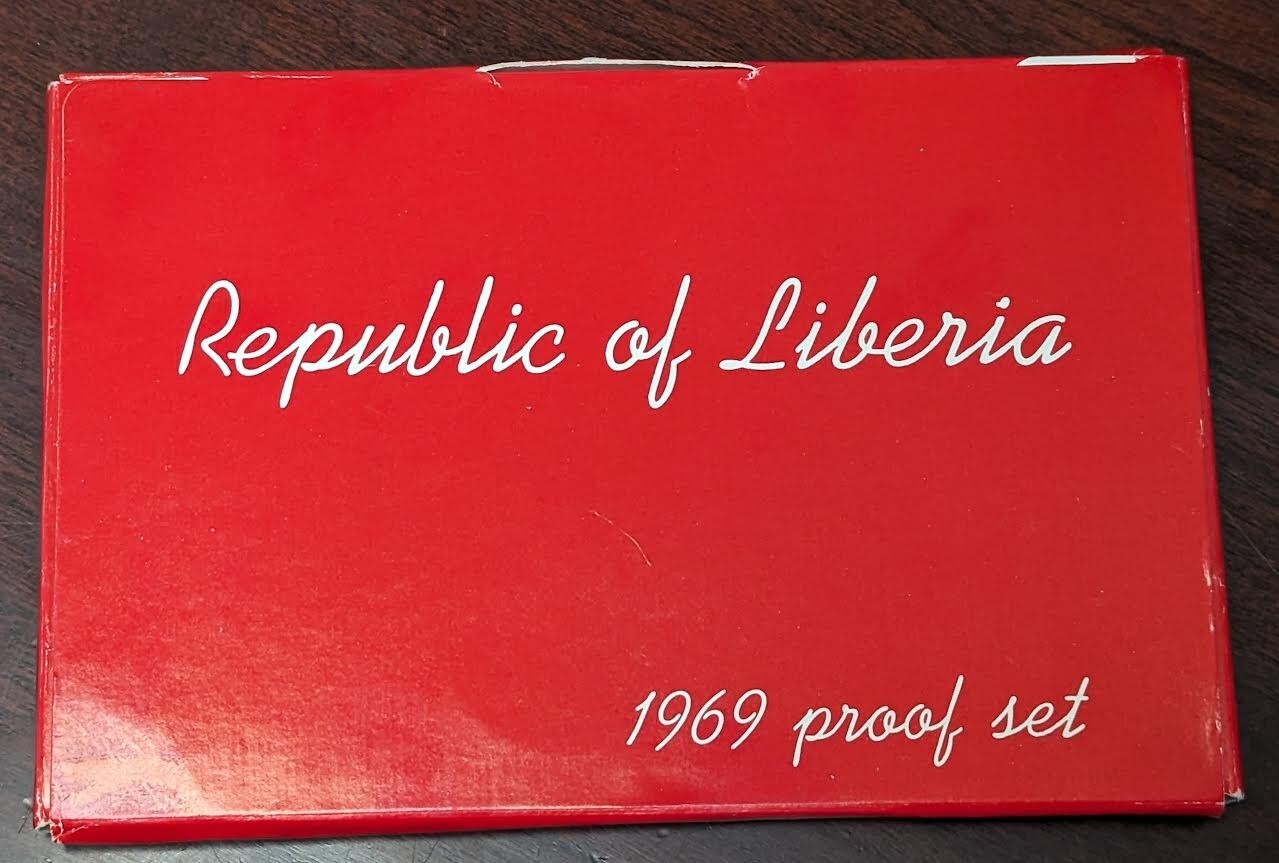 Republic of Liberia
1969 proof set